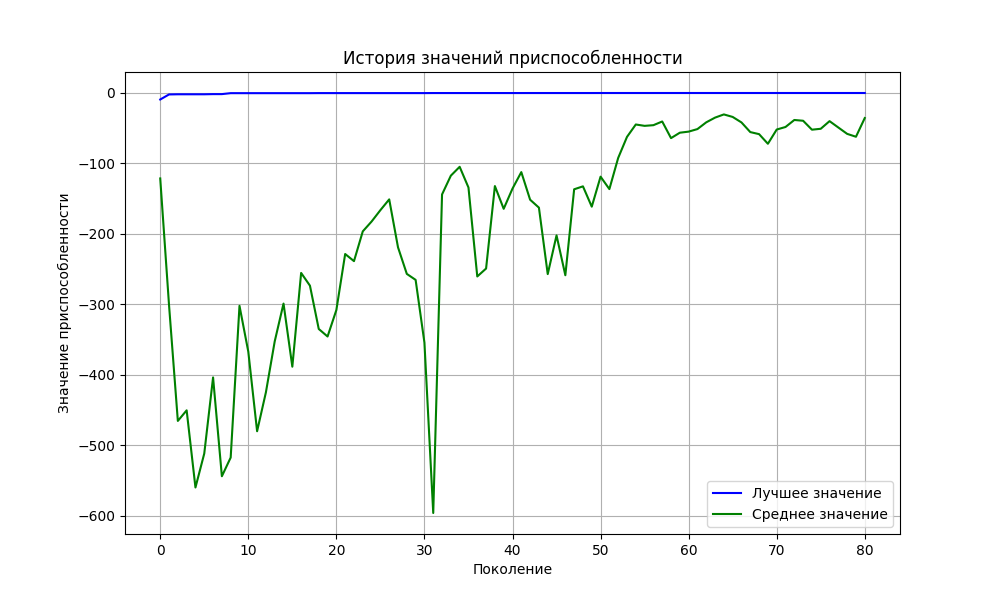 История значений приспособленности
Значение приспособленности
0
−100
−200
−300
−400
−500
−600
0 10 20 30 40 50 60 70 80
Поколение
Лучшее значение
Среднее значение